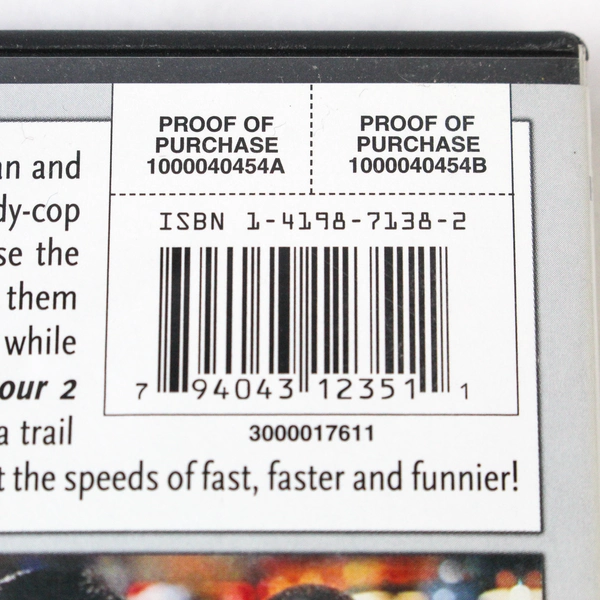 PROOF OF
PURCHASE
1000040454A
PROOF OF
PURCHASE
1000040454B
ISBN 1-4198-7138-2
7 94043 12351 1
3000017611
an and
dy-cop
se the
them
while
our 2
a trail
t the speeds of fast, faster and funnier!